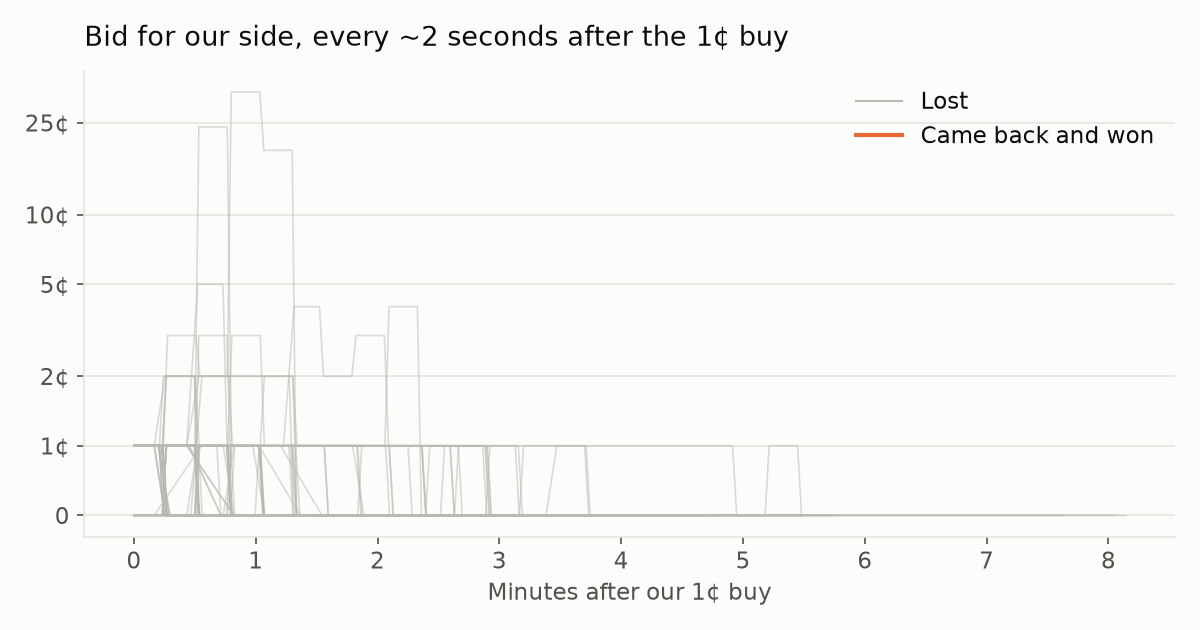 Bid for our side, every ~2 seconds after the 1¢ buy
Lost
Came back and won
25¢
10¢
5¢
2¢
1¢
0
0 1 2 3 4 5 6 7 8
Minutes after our 1¢ buy